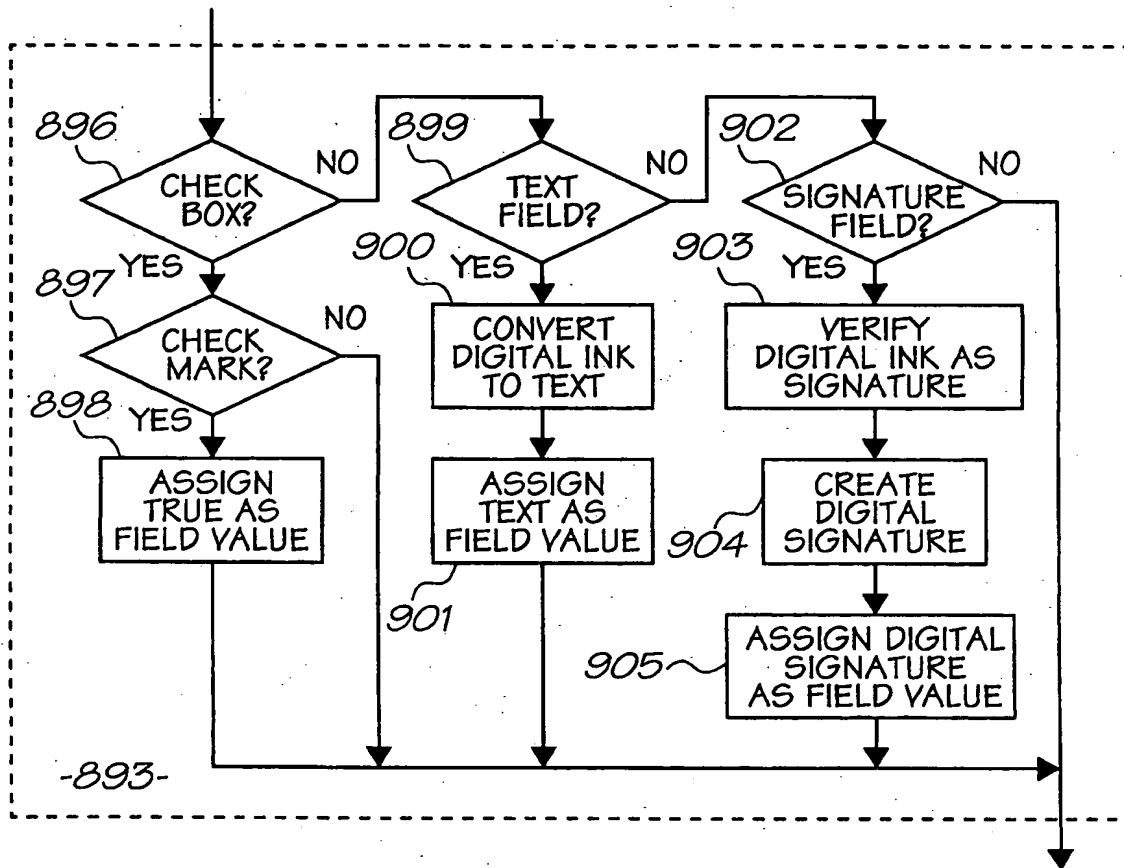 896
CHECK
BOX?
NO
YES
897
CHECK
MARK?
NO
YES
898
ASSIGN
TRUE AS
FIELD VALUE
899
TEXT
FIELD?
NO
YES
900
CONVERT
DIGITAL INK
TO TEXT
ASSIGN
TEXT AS
FIELD VALUE
901
902
SIGNATURE
FIELD?
NO
YES
903
VERIFY
DIGITAL INK AS
SIGNATURE
CREATE
DIGITAL
SIGNATURE
904
ASSIGN DIGITAL
SIGNATURE
AS FIELD VALUE
905
-893-